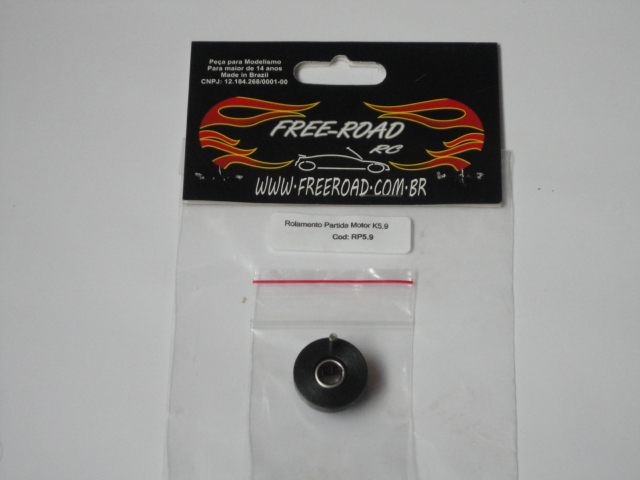 Peça para Modelismo
Para maior de 14 anos
Made in Brazil
CNPJ: 12.184.268/0001-00
FREE-ROAD
RC
WWW•FREEROAD•COM•BR
Rolamento Partida Motor K5.9
Cod: RP5.9